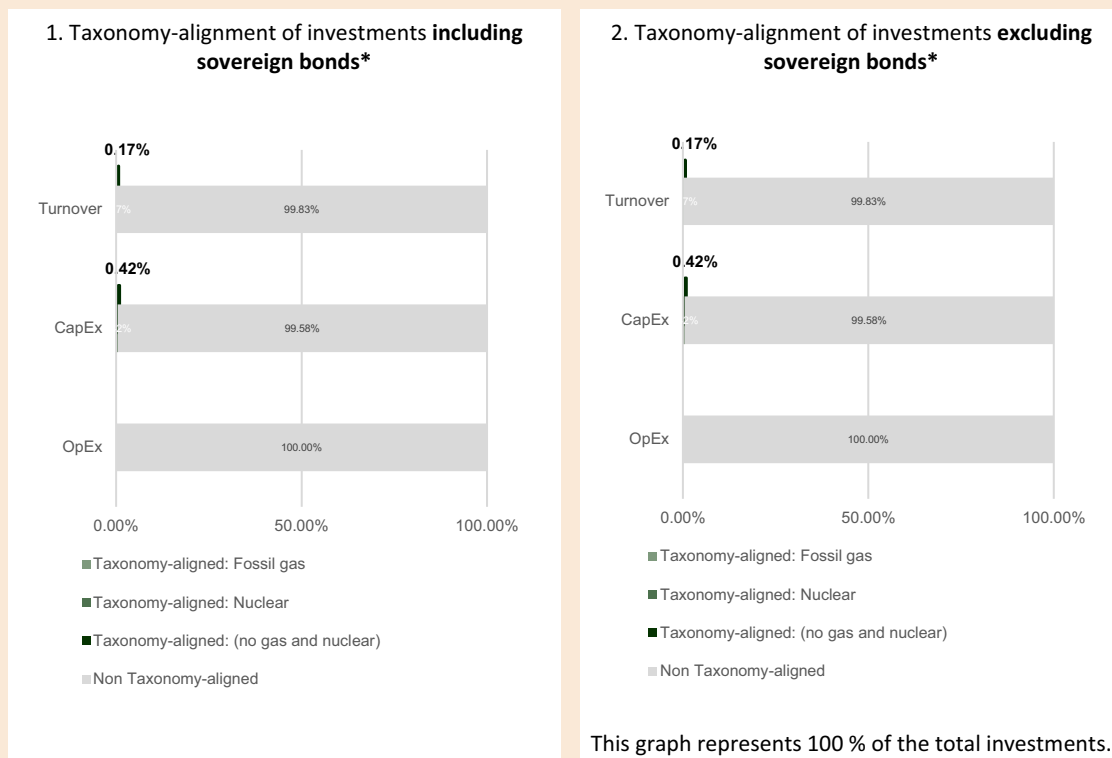 1. Taxonomy-alignment of investments including
sovereign bonds*
0.17%
Turnover
7%
99.83%
0.42%
CapEx
2%
99.58%
OpEx
100.00%
0.00%
50.00%
100.00%
Taxonomy-aligned: Fossil gas
Taxonomy-aligned: Nuclear
Taxonomy-aligned: (no gas and nuclear)
Non Taxonomy-aligned
2. Taxonomy-alignment of investments excluding
sovereign bonds*
0.17%
Turnover
7%
99.83%
0.42%
CapEx
2%
99.58%
OpEx
100.00%
0.00%
50.00%
100.00%
Taxonomy-aligned: Fossil gas
Taxonomy-aligned: Nuclear
Taxonomy-aligned: (no gas and nuclear)
Non Taxonomy-aligned
This graph represents 100 % of the total investments.